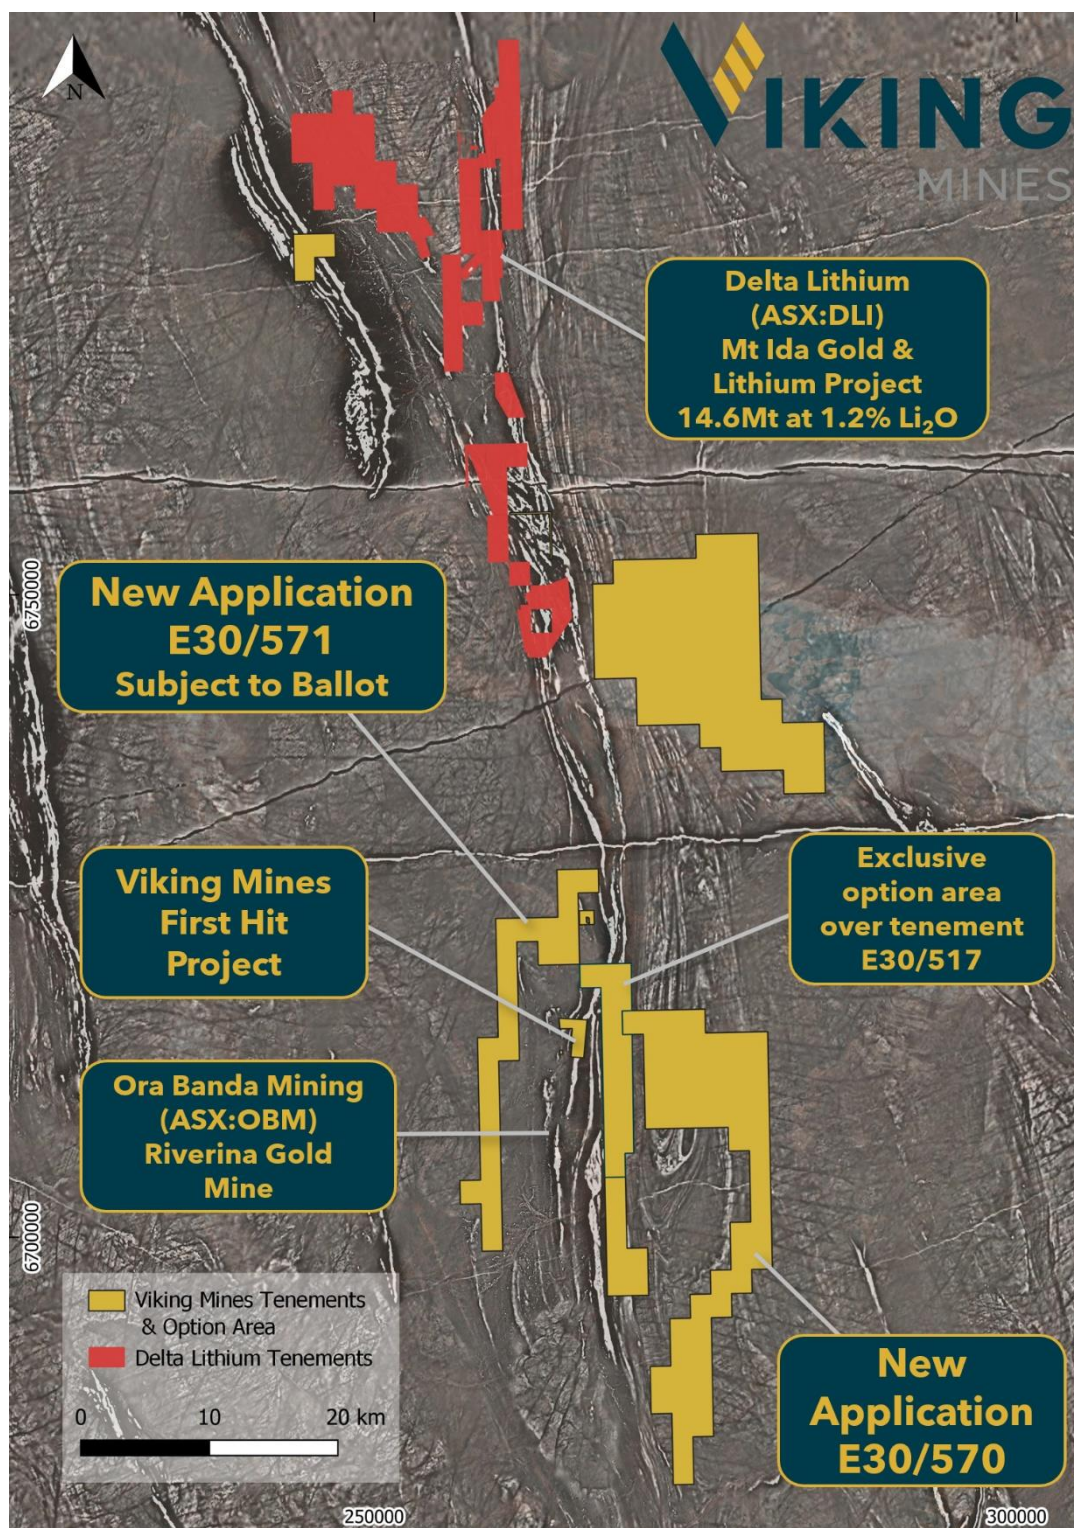 VIKING
MINES
N
Delta Lithium
(ASX:DLI)
Mt Ida Gold &
Lithium Project
14.6Mt at 1.2% Li₂O
6750000
New Application
E30/571
Subject to Ballot
Viking Mines
First Hit
Project
Exclusive
option area
over tenement
E30/517
Ora Banda Mining
(ASX:OBM)
Riverina Gold
Mine
6700000
Viking Mines Tenements
& Option Area
Delta Lithium Tenements
0 10 20 km
New
Application
E30/570
250000
300000